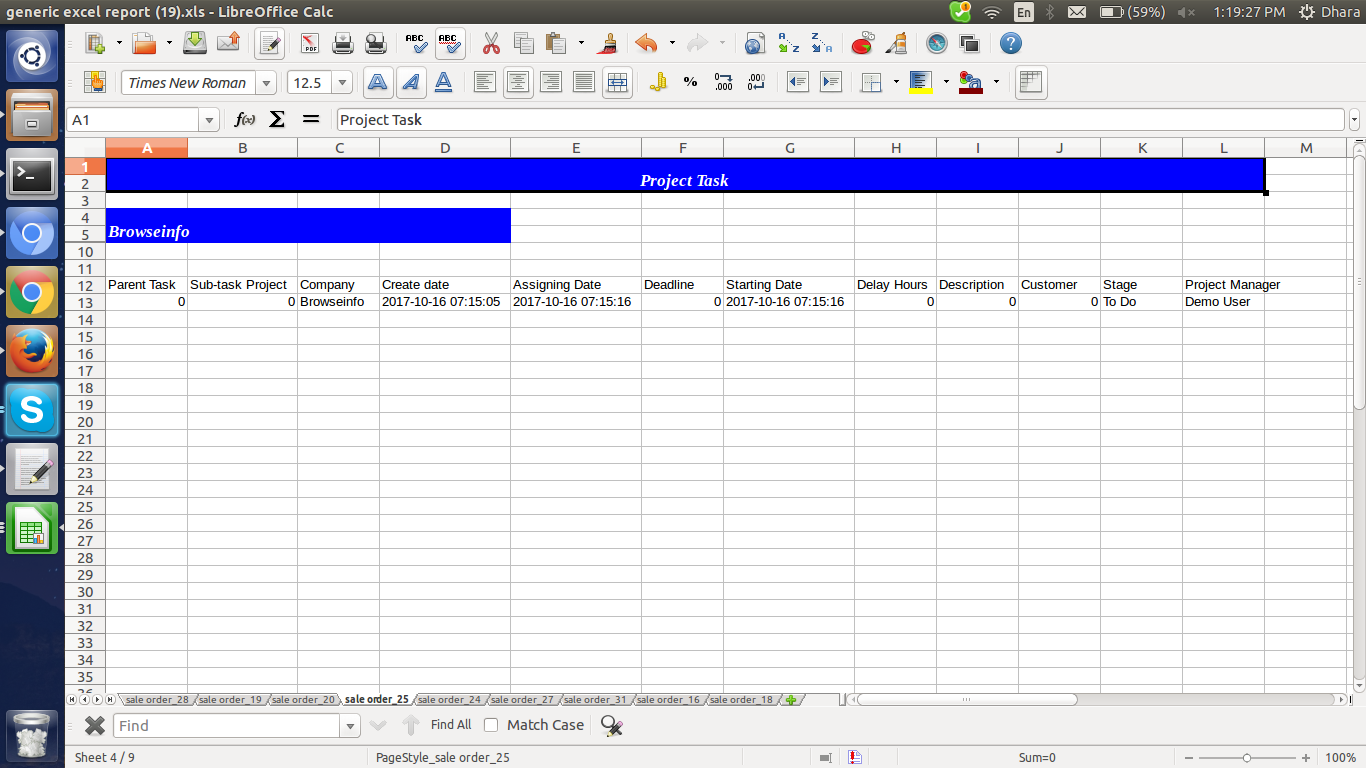 generic excel report (19).xls - LibreOffice Calc En (59%) 1:19:27 PM Dhara
PDF ABC ABC A Z Z A ?
Times New Roman 12.5 A A A % .000 .000
A1 f(x) Σ = Project Task
A B C D E F G H I J K L M
1
2 Project Task
3
4
5 Browseinfo
10
11
12 Parent Task Sub-task Project Company Create date Assigning Date Deadline Starting Date Delay Hours Description Customer Stage Project Manager
13 0 0 Browseinfo 2017-10-16 07:15:05 2017-10-16 07:15:16 0 2017-10-16 07:15:16 0 0 0 To Do Demo User
14
15
16
17
18
19
20
21
22
23
24
25
26
27
28
29
30
31
32
33
34
35
sale order_28 sale order_19 sale order_20 sale order_25 sale order_24 sale order_27 sale order_31 sale order_16 sale order_18
Find Find All Match Case
Sheet 4 / 9 PageStyle_sale order_25 Sum=0 100%